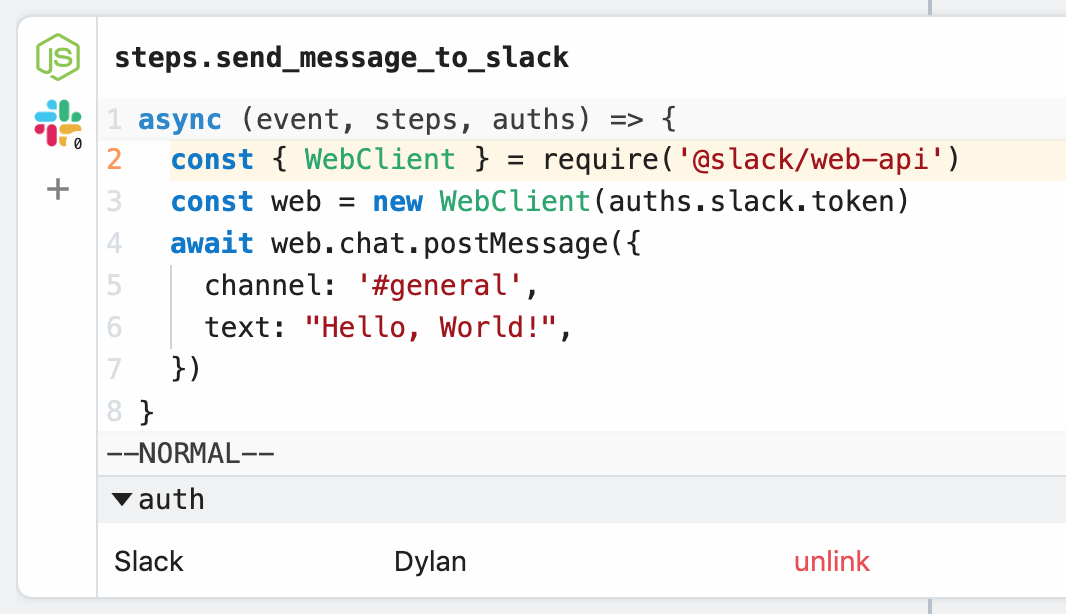 JS
steps.send_message_to_slack
0
+
1 async (event, steps, auths) => {
2   const { WebClient } = require('@slack/web-api')
3   const web = new WebClient(auths.slack.token)
4   await web.chat.postMessage({
5     channel: '#general',
6     text: "Hello, World!",
7   })
8 }
--NORMAL--
auth
Slack Dylan unlink